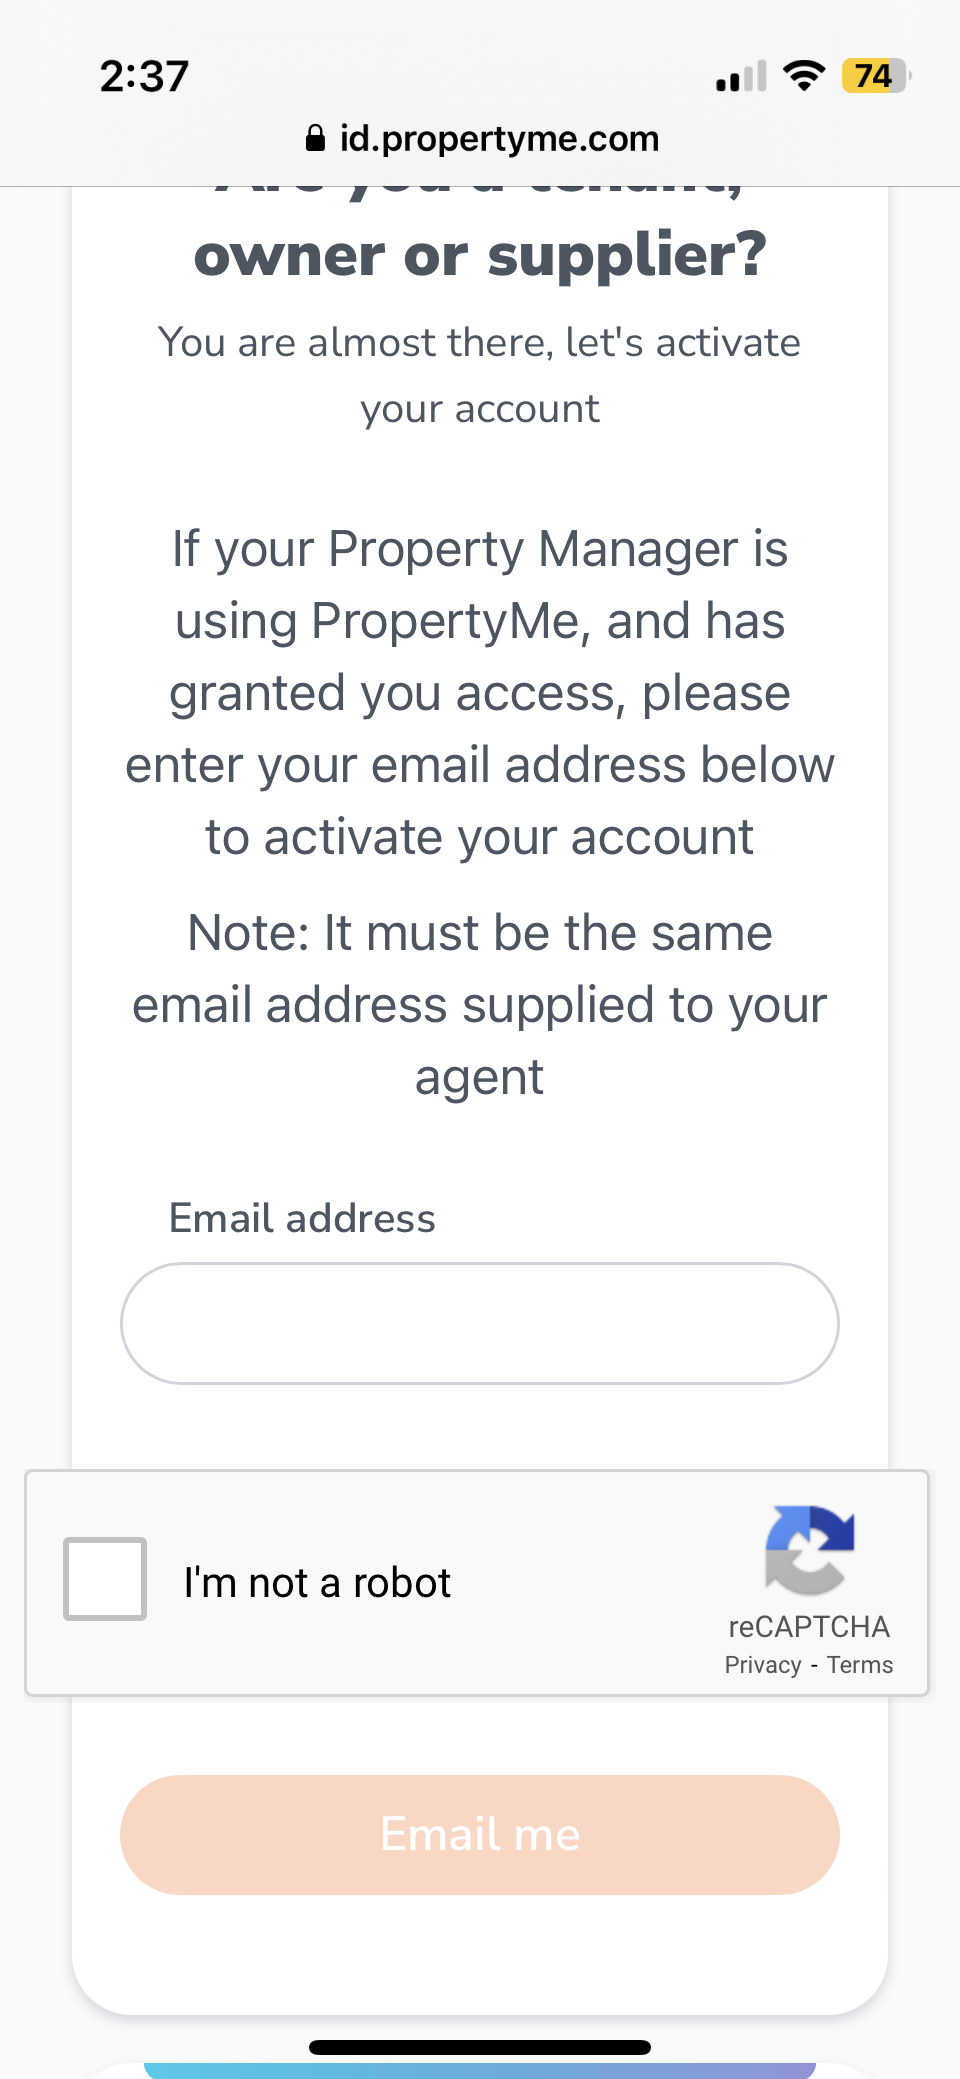 2:37
74
id.propertyme.com
Are you a tenant,
owner or supplier?
You are almost there, let's activate
your account
If your Property Manager is
using PropertyMe, and has
granted you access, please
enter your email address below
to activate your account
Note: It must be the same
email address supplied to your
agent
Email address
I'm not a robot
reCAPTCHA
Privacy - Terms
Email me